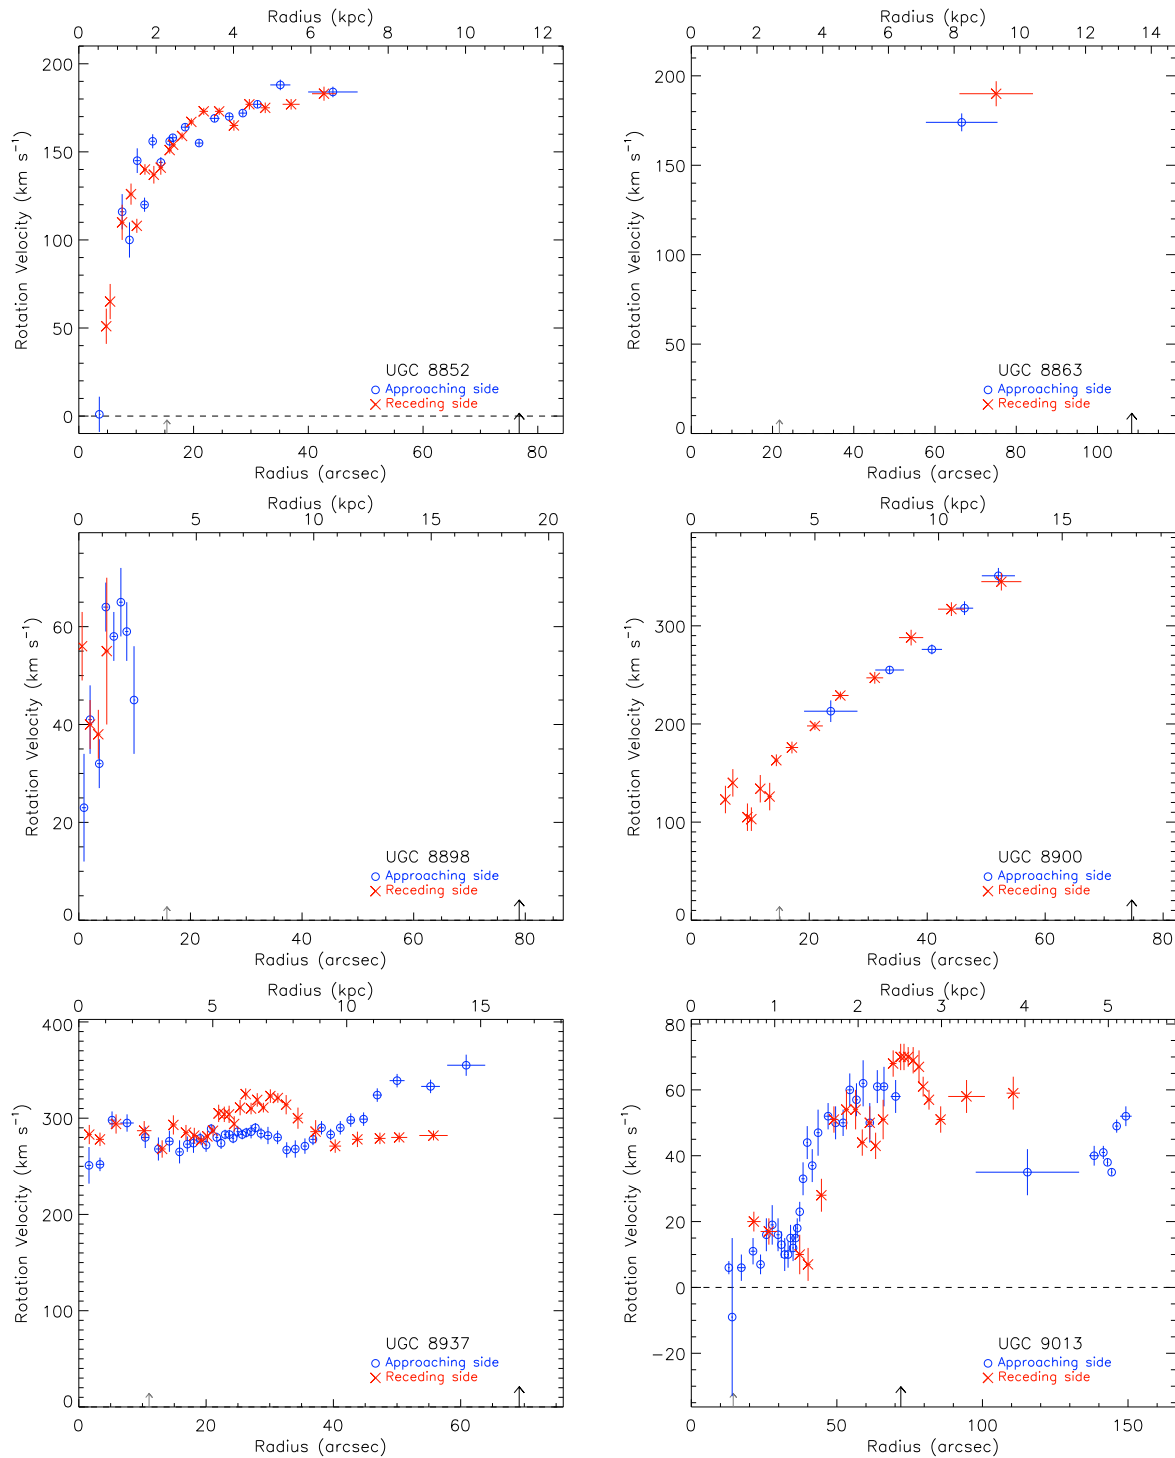 Radius (kpc)
0 2 4 6 8 10 12
200
150
100
50
0
Rotation Velocity (km s⁻¹)
UGC 8852
Approaching side
Receding side
0 20 40 60 80
Radius (arcsec)
Radius (kpc)
0 2 4 6 8 10 12 14
200
150
100
50
0
Rotation Velocity (km s⁻¹)
UGC 8863
Approaching side
Receding side
0 20 40 60 80 100
Radius (arcsec)
Radius (kpc)
0 5 10 15 20
60
40
20
0
Rotation Velocity (km s⁻¹)
UGC 8898
Approaching side
Receding side
0 20 40 60 80
Radius (arcsec)
Radius (kpc)
0 5 10 15
300
200
100
0
Rotation Velocity (km s⁻¹)
UGC 8900
Approaching side
Receding side
0 20 40 60 80
Radius (arcsec)
Radius (kpc)
0 5 10 15
400
300
200
100
0
Rotation Velocity (km s⁻¹)
UGC 8937
Approaching side
Receding side
0 20 40 60
Radius (arcsec)
Radius (kpc)
0 1 2 3 4 5
80
60
40
20
0
−20
Rotation Velocity (km s⁻¹)
UGC 9013
Approaching side
Receding side
0 50 100 150
Radius (arcsec)